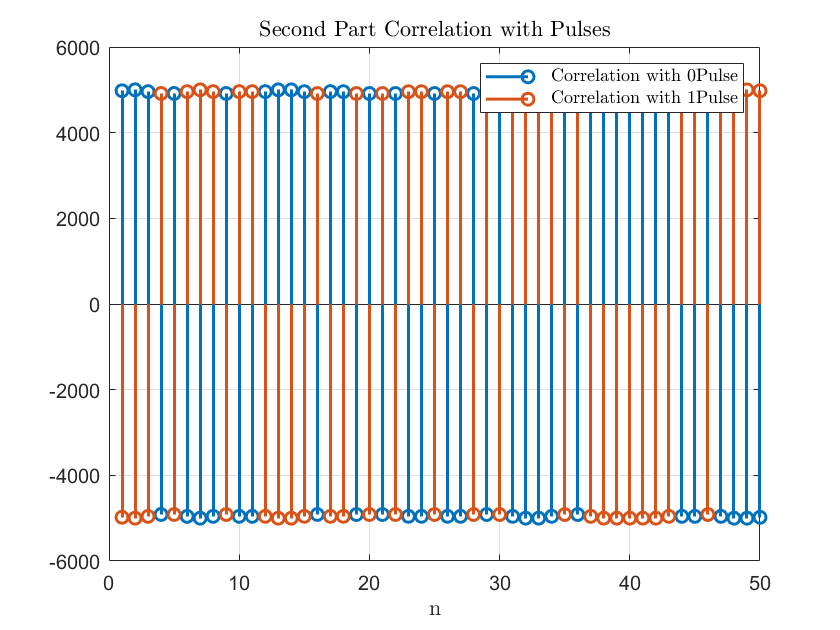 Second Part Correlation with Pulses
6000
Correlation with 0Pulse
Correlation with 1Pulse
4000
2000
0
-2000
-4000
-6000
0 10 20 30 40 50
n